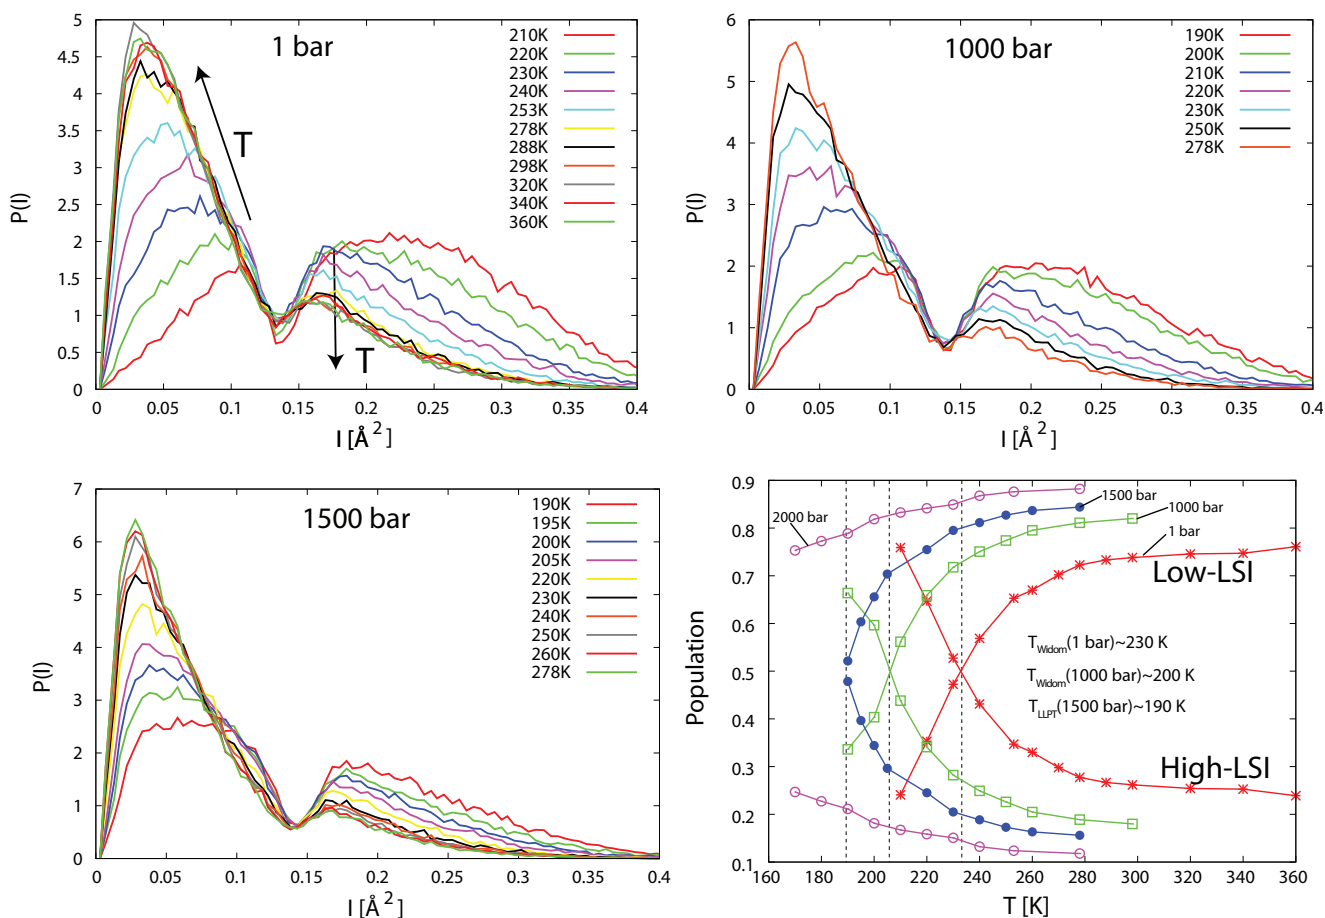 1 bar
210K
220K
230K
240K
253K
278K
288K
298K
320K
340K
360K
T
T
P(I)
5
4.5
4
3.5
3
2.5
2
1.5
1
0.5
0
0 0.05 0.1 0.15 0.2 0.25 0.3 0.35 0.4
I [Å²]
1000 bar
190K
200K
210K
220K
230K
250K
278K
P(I)
6
5
4
3
2
1
0
0 0.05 0.1 0.15 0.2 0.25 0.3 0.35 0.4
I [Å²]
1500 bar
190K
195K
200K
205K
220K
230K
240K
250K
260K
278K
P(I)
7
6
5
4
3
2
1
0
0 0.05 0.1 0.15 0.2 0.25 0.3 0.35 0.4
I [Å²]
Population
0.9
0.8
0.7
0.6
0.5
0.4
0.3
0.2
0.1
2000 bar
1500 bar
1000 bar
1 bar
Low-LSI
T_Widom(1 bar)~230 K
T_Widom(1000 bar)~200 K
T_LLPT(1500 bar)~190 K
High-LSI
160 180 200 220 240 260 280 300 320 340 360
T [K]